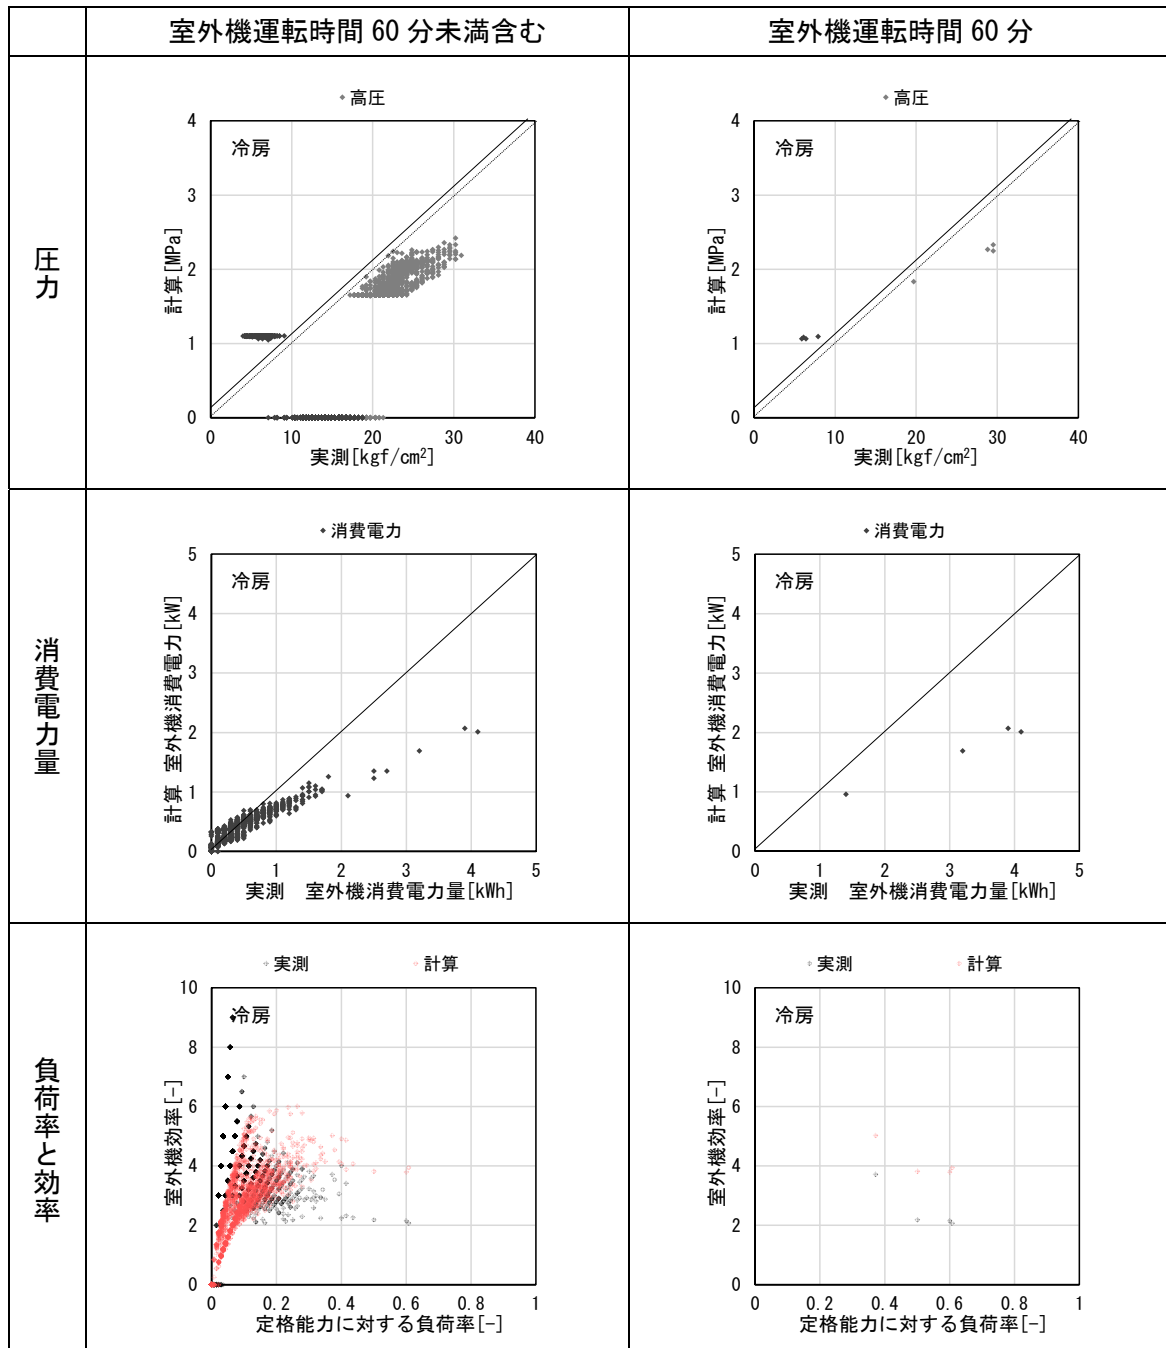 室外機運転時間 60 分未満含む
室外機運転時間 60 分
圧力
高圧
冷房
計算[MPa]
4
3
2
1
0
0 10 20 30 40
実測[kgf/cm²]
高圧
冷房
計算[MPa]
4
3
2
1
0
0 10 20 30 40
実測[kgf/cm²]
消費電力量
消費電力
冷房
計算 室外機消費電力[kW]
5
4
3
2
1
0
0 1 2 3 4 5
実測 室外機消費電力量[kWh]
消費電力
冷房
計算 室外機消費電力[kW]
5
4
3
2
1
0
0 1 2 3 4 5
実測 室外機消費電力量[kWh]
負荷率と効率
実測 計算
冷房
室外機効率[-]
10
8
6
4
2
0
0 0.2 0.4 0.6 0.8 1
定格能力に対する負荷率[-]
実測 計算
冷房
室外機効率[-]
10
8
6
4
2
0
0 0.2 0.4 0.6 0.8 1
定格能力に対する負荷率[-]